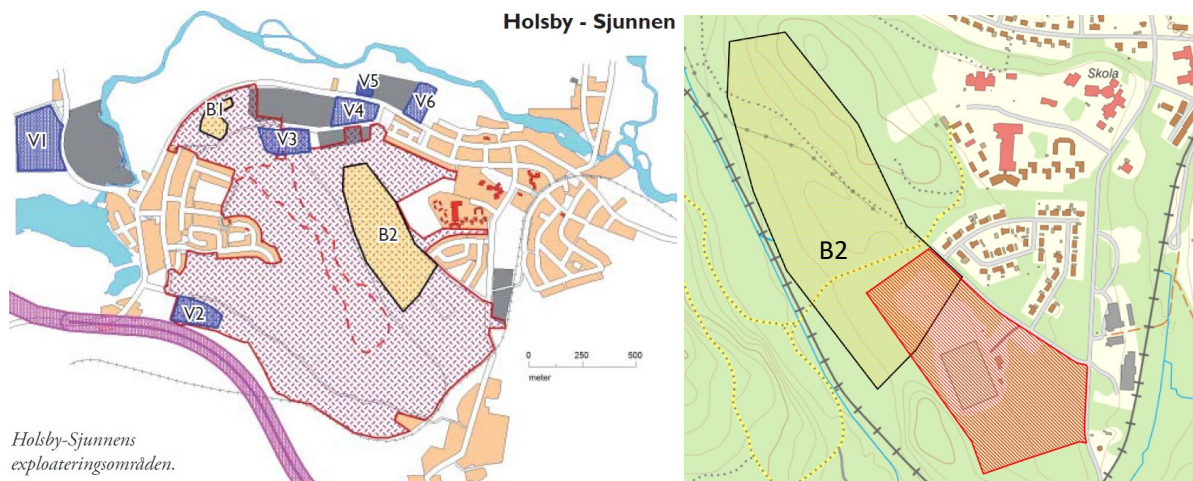 Holsby - Sjunnen
V5
B1
V4
V6
V1
V3
B2
V2
0
250
500
meter
Holsby-Sjunnens
exploateringsområden.
Skola
B2